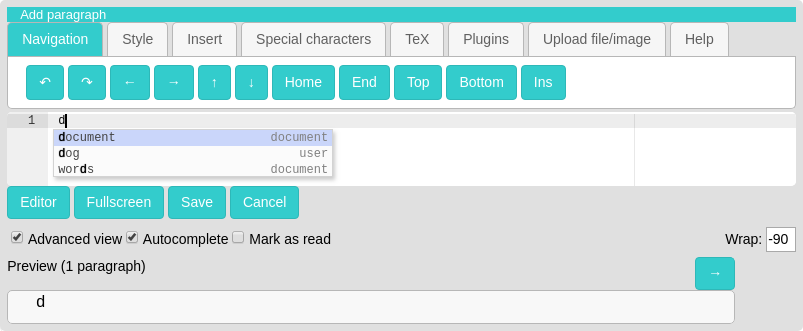 Add paragraph
Navigation Style Insert Special characters TeX Plugins Upload file/image Help
↶ ↷ ← → ↑ ↓ Home End Top Bottom Ins
1 d
document document
dog user
words document
Editor Fullscreen Save Cancel
Advanced view Autocomplete Mark as read Wrap: -90
Preview (1 paragraph) →
d